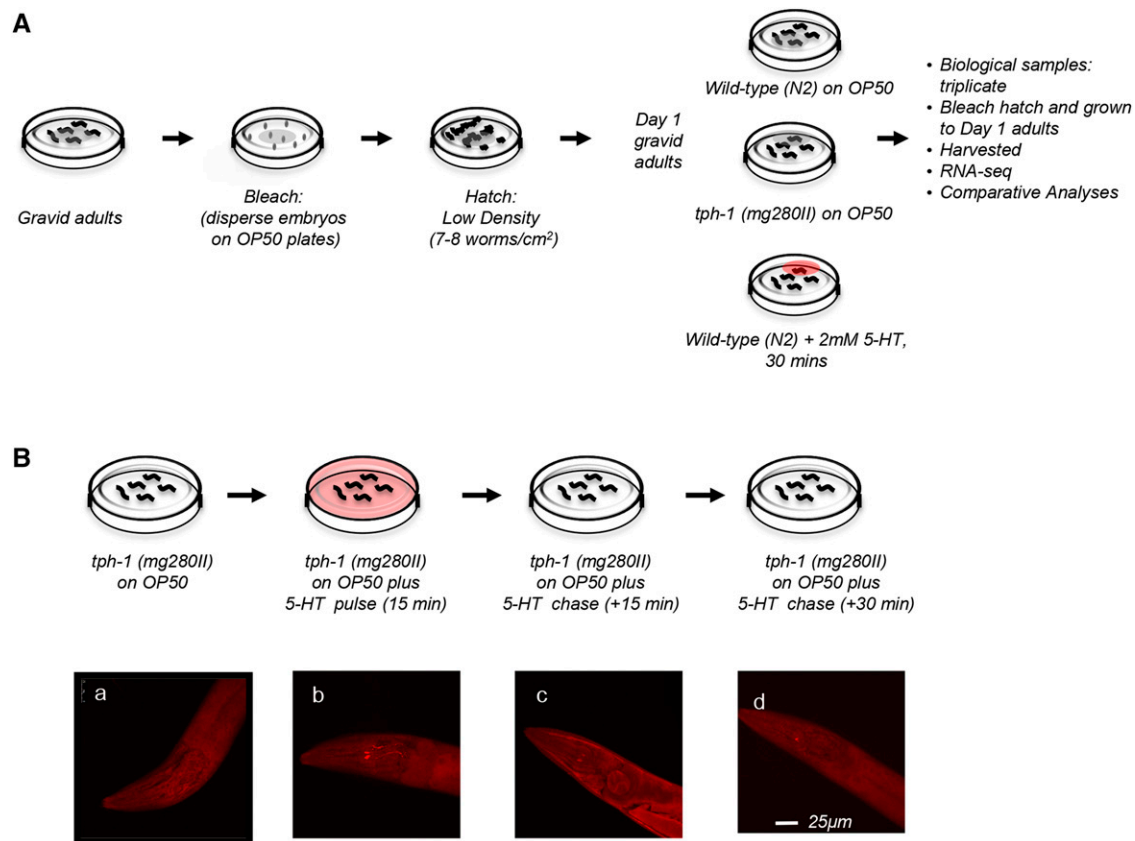 A
Gravid adults
Bleach:
(disperse embryos
on OP50 plates)
Hatch:
Low Density
(7-8 worms/cm²)
Day 1
gravid
adults
Wild-type (N2) on OP50
tph-1 (mg280II) on OP50
Wild-type (N2) + 2mM 5-HT,
30 mins
• Biological samples:
triplicate
• Bleach hatch and grown
to Day 1 adults
• Harvested
• RNA-seq
• Comparative Analyses
B
tph-1 (mg280II)
on OP50
tph-1 (mg280II)
on OP50 plus
5-HT pulse (15 min)
tph-1 (mg280II)
on OP50 plus
5-HT chase (+15 min)
tph-1 (mg280II)
on OP50 plus
5-HT chase (+30 min)
a
b
c
d
25µm